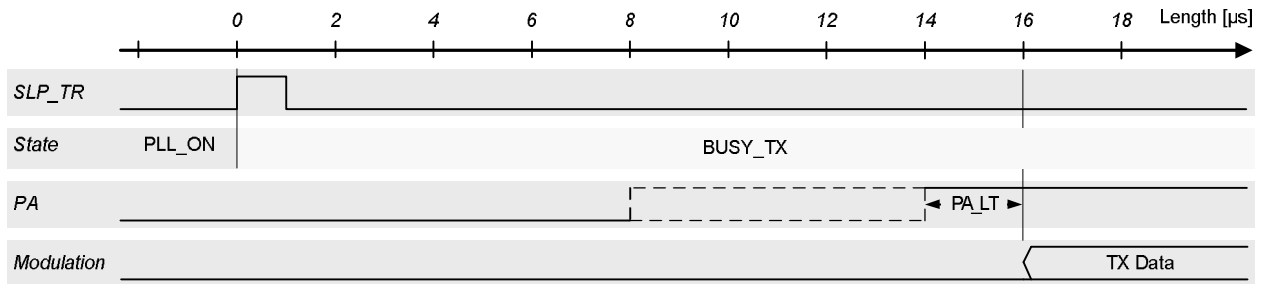 0 2 4 6 8 10 12 14 16 18 Length [µs]
SLP_TR
State PLL_ON BUSY_TX
PA PA_LT
Modulation TX Data